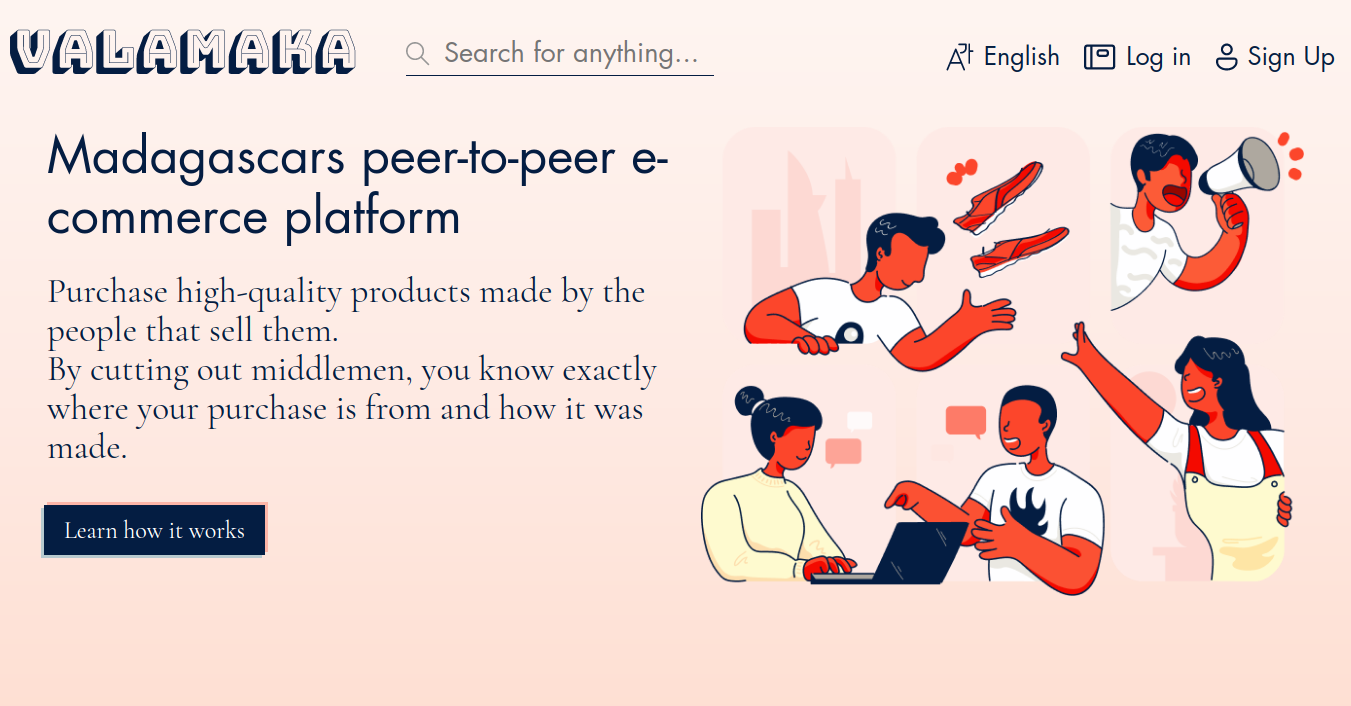 VALAMAKA
Search for anything...
English
Log in
Sign Up
Madagascars peer-to-peer e-
commerce platform
Purchase high-quality products made by the
people that sell them.
By cutting out middlemen, you know exactly
where your purchase is from and how it was
made.
Learn how it works